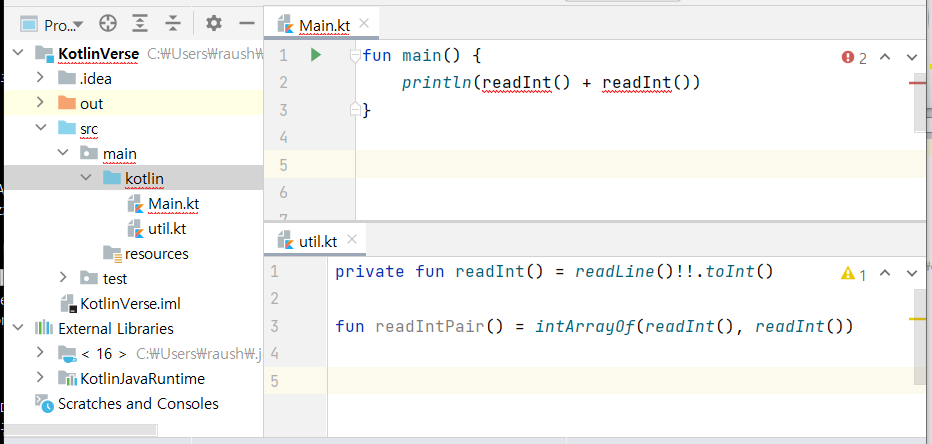 Pro...
KotlinVerse C:₩Users₩raush₩
.idea
out
src
main
kotlin
Main.kt
util.kt
resources
test
KotlinVerse.iml
External Libraries
< 16 > C:₩Users₩raush₩.j
KotlinJavaRuntime
Scratches and Consoles
Main.kt
1 fun main() {
2 println(readInt() + readInt())
3 }
4
5
6
2
util.kt
1 private fun readInt() = readLine()!!.toInt()
2
3 fun readIntPair() = intArrayOf(readInt(), readInt())
4
5
1